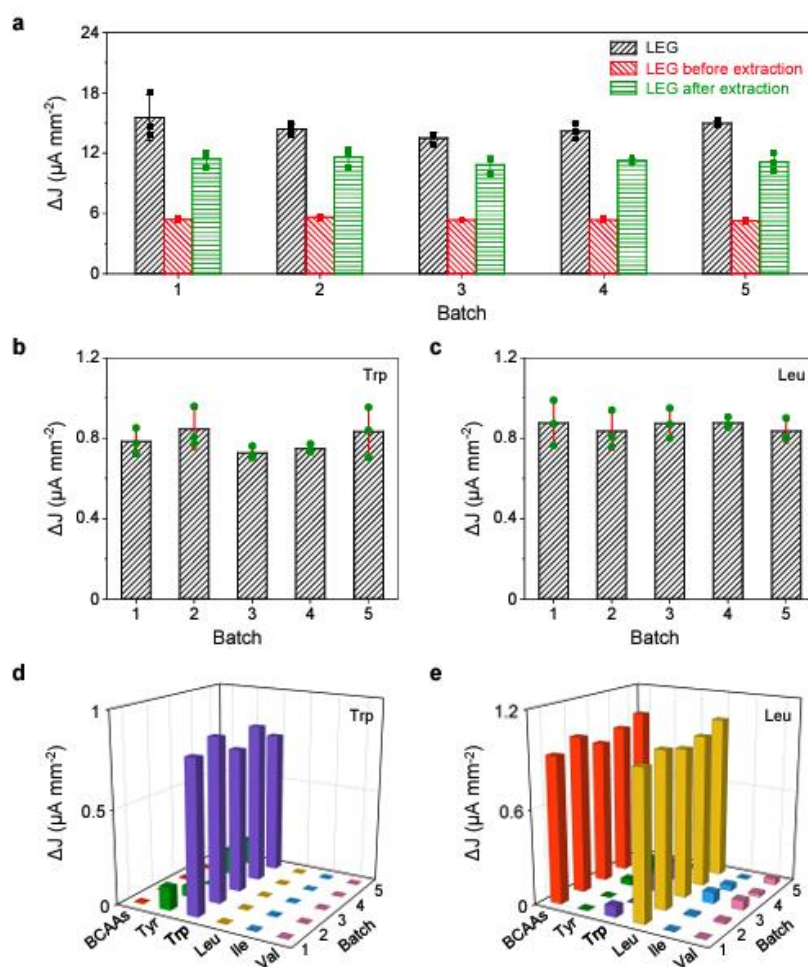 a
24
18
12
6
0
ΔJ (µA mm⁻²)
LEG
LEG before extraction
LEG after extraction
1 2 3 4 5
Batch
b
1.2
0.8
0.4
0
ΔJ (µA mm⁻²)
Trp
1 2 3 4 5
Batch
c
1.2
0.8
0.4
0
ΔJ (µA mm⁻²)
Leu
1 2 3 4 5
Batch
d
1
0.5
0
ΔJ (µA mm⁻²)
Trp
BCAAs Tyr Trp Leu Ile Val
1 2 3 4 5
Batch
e
1.2
0.6
0
ΔJ (µA mm⁻²)
Leu
BCAAs Tyr Trp Leu Ile Val
1 2 3 4 5
Batch